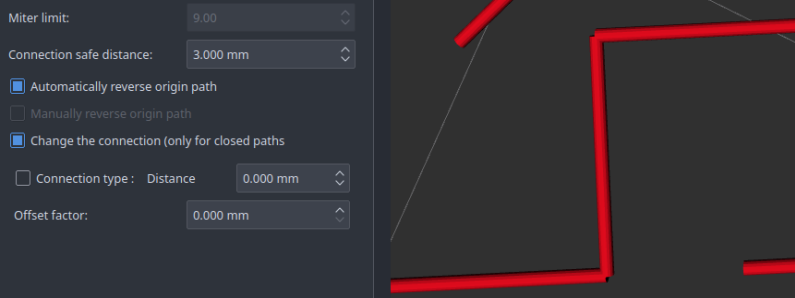 Miter limit: 9.00
Connection safe distance: 3.000 mm
Automatically reverse origin path
Manually reverse origin path
Change the connection (only for closed paths
Connection type : Distance 0.000 mm
Offset factor: 0.000 mm